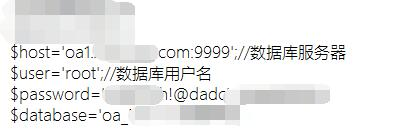 $host='oa1. com:9999';//数据库服务器
$user='root';//数据库用户名
$password=' !@dadc
$database='oa_